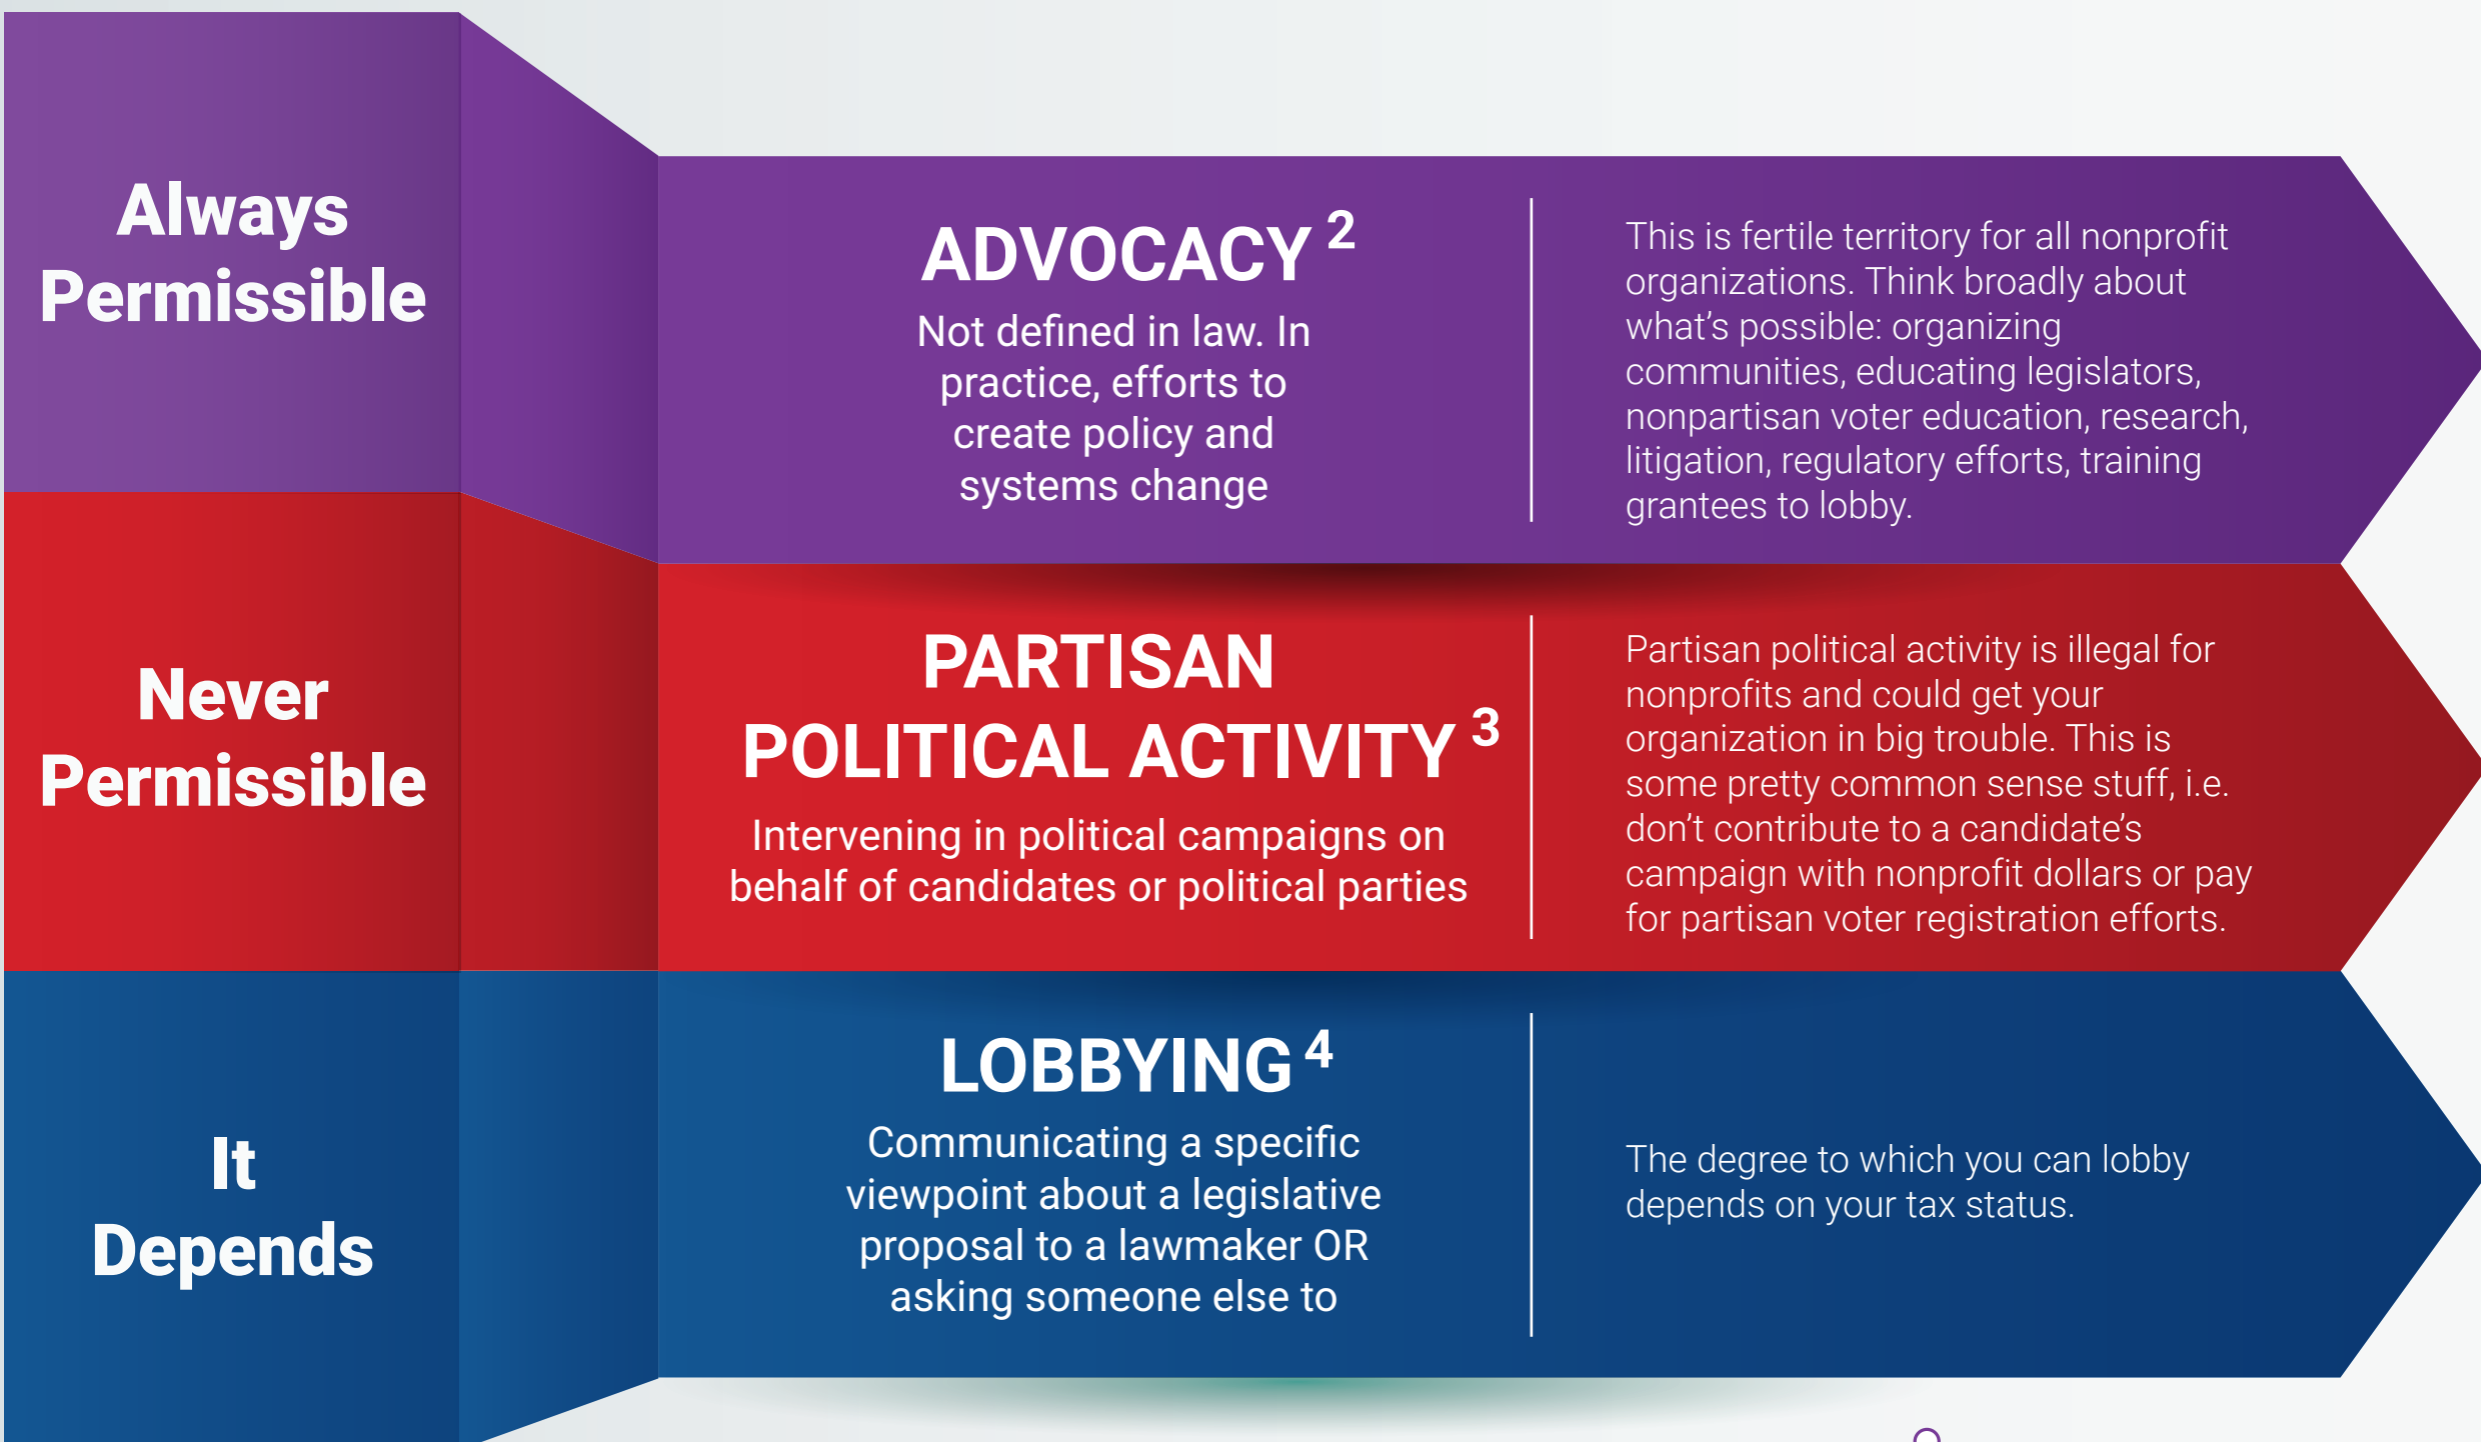 Always
Permissible
ADVOCACY 2
Not defined in law. In
practice, efforts to
create policy and
systems change
This is fertile territory for all nonprofit
organizations. Think broadly about
what’s possible: organizing
communities, educating legislators,
nonpartisan voter education, research,
litigation, regulatory efforts, training
grantees to lobby.
Never
Permissible
PARTISAN
POLITICAL ACTIVITY 3
Intervening in political campaigns on
behalf of candidates or political parties
Partisan political activity is illegal for
nonprofits and could get your
organization in big trouble. This is
some pretty common sense stuff, i.e.
don’t contribute to a candidate’s
campaign with nonprofit dollars or pay
for partisan voter registration efforts.
It
Depends
LOBBYING 4
Communicating a specific
viewpoint about a legislative
proposal to a lawmaker OR
asking someone else to
The degree to which you can lobby
depends on your tax status.